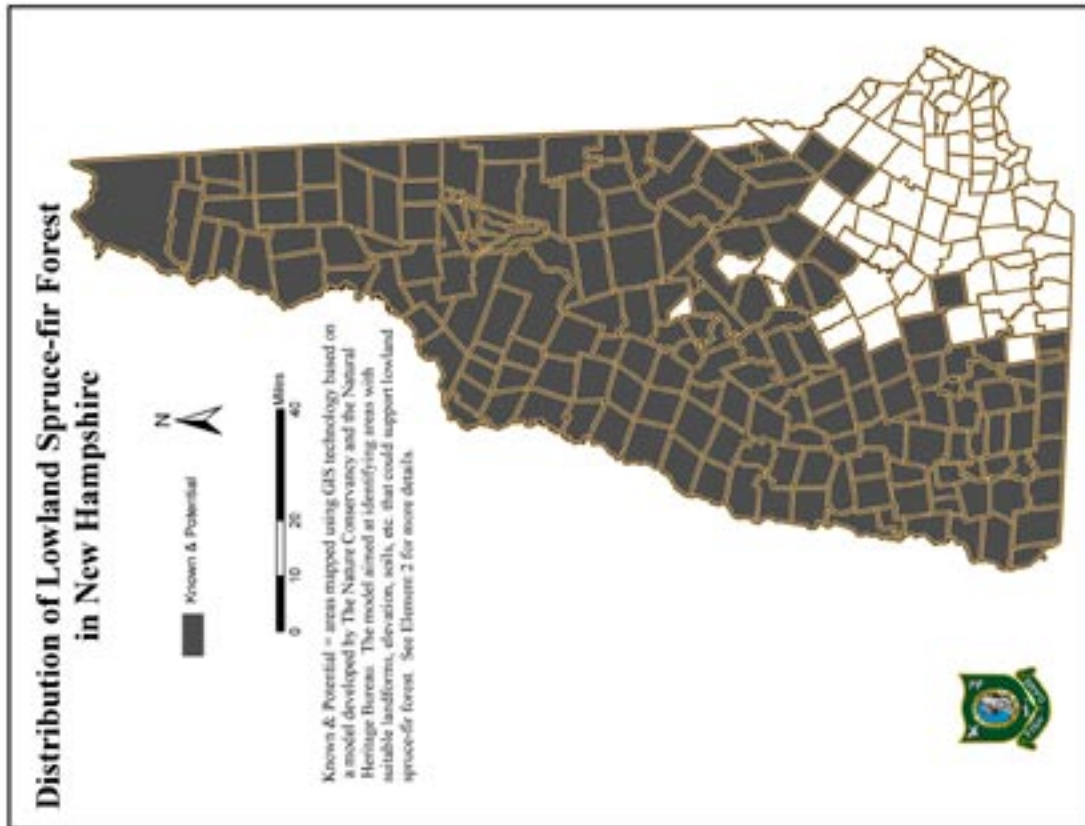 Distribution of Lowland Spruce-fir Forest
in New Hampshire
N
Known & Potential
0 10 20 40
Miles
Known & Potential = areas mapped using GIS technology based on
a model developed by The Nature Conservancy and the Natural
Heritage Bureau. The model aimed at identifying areas with
suitable landforms, elevation, soils, etc. that could support lowland
spruce-fir forest. See Element 2 for more details.